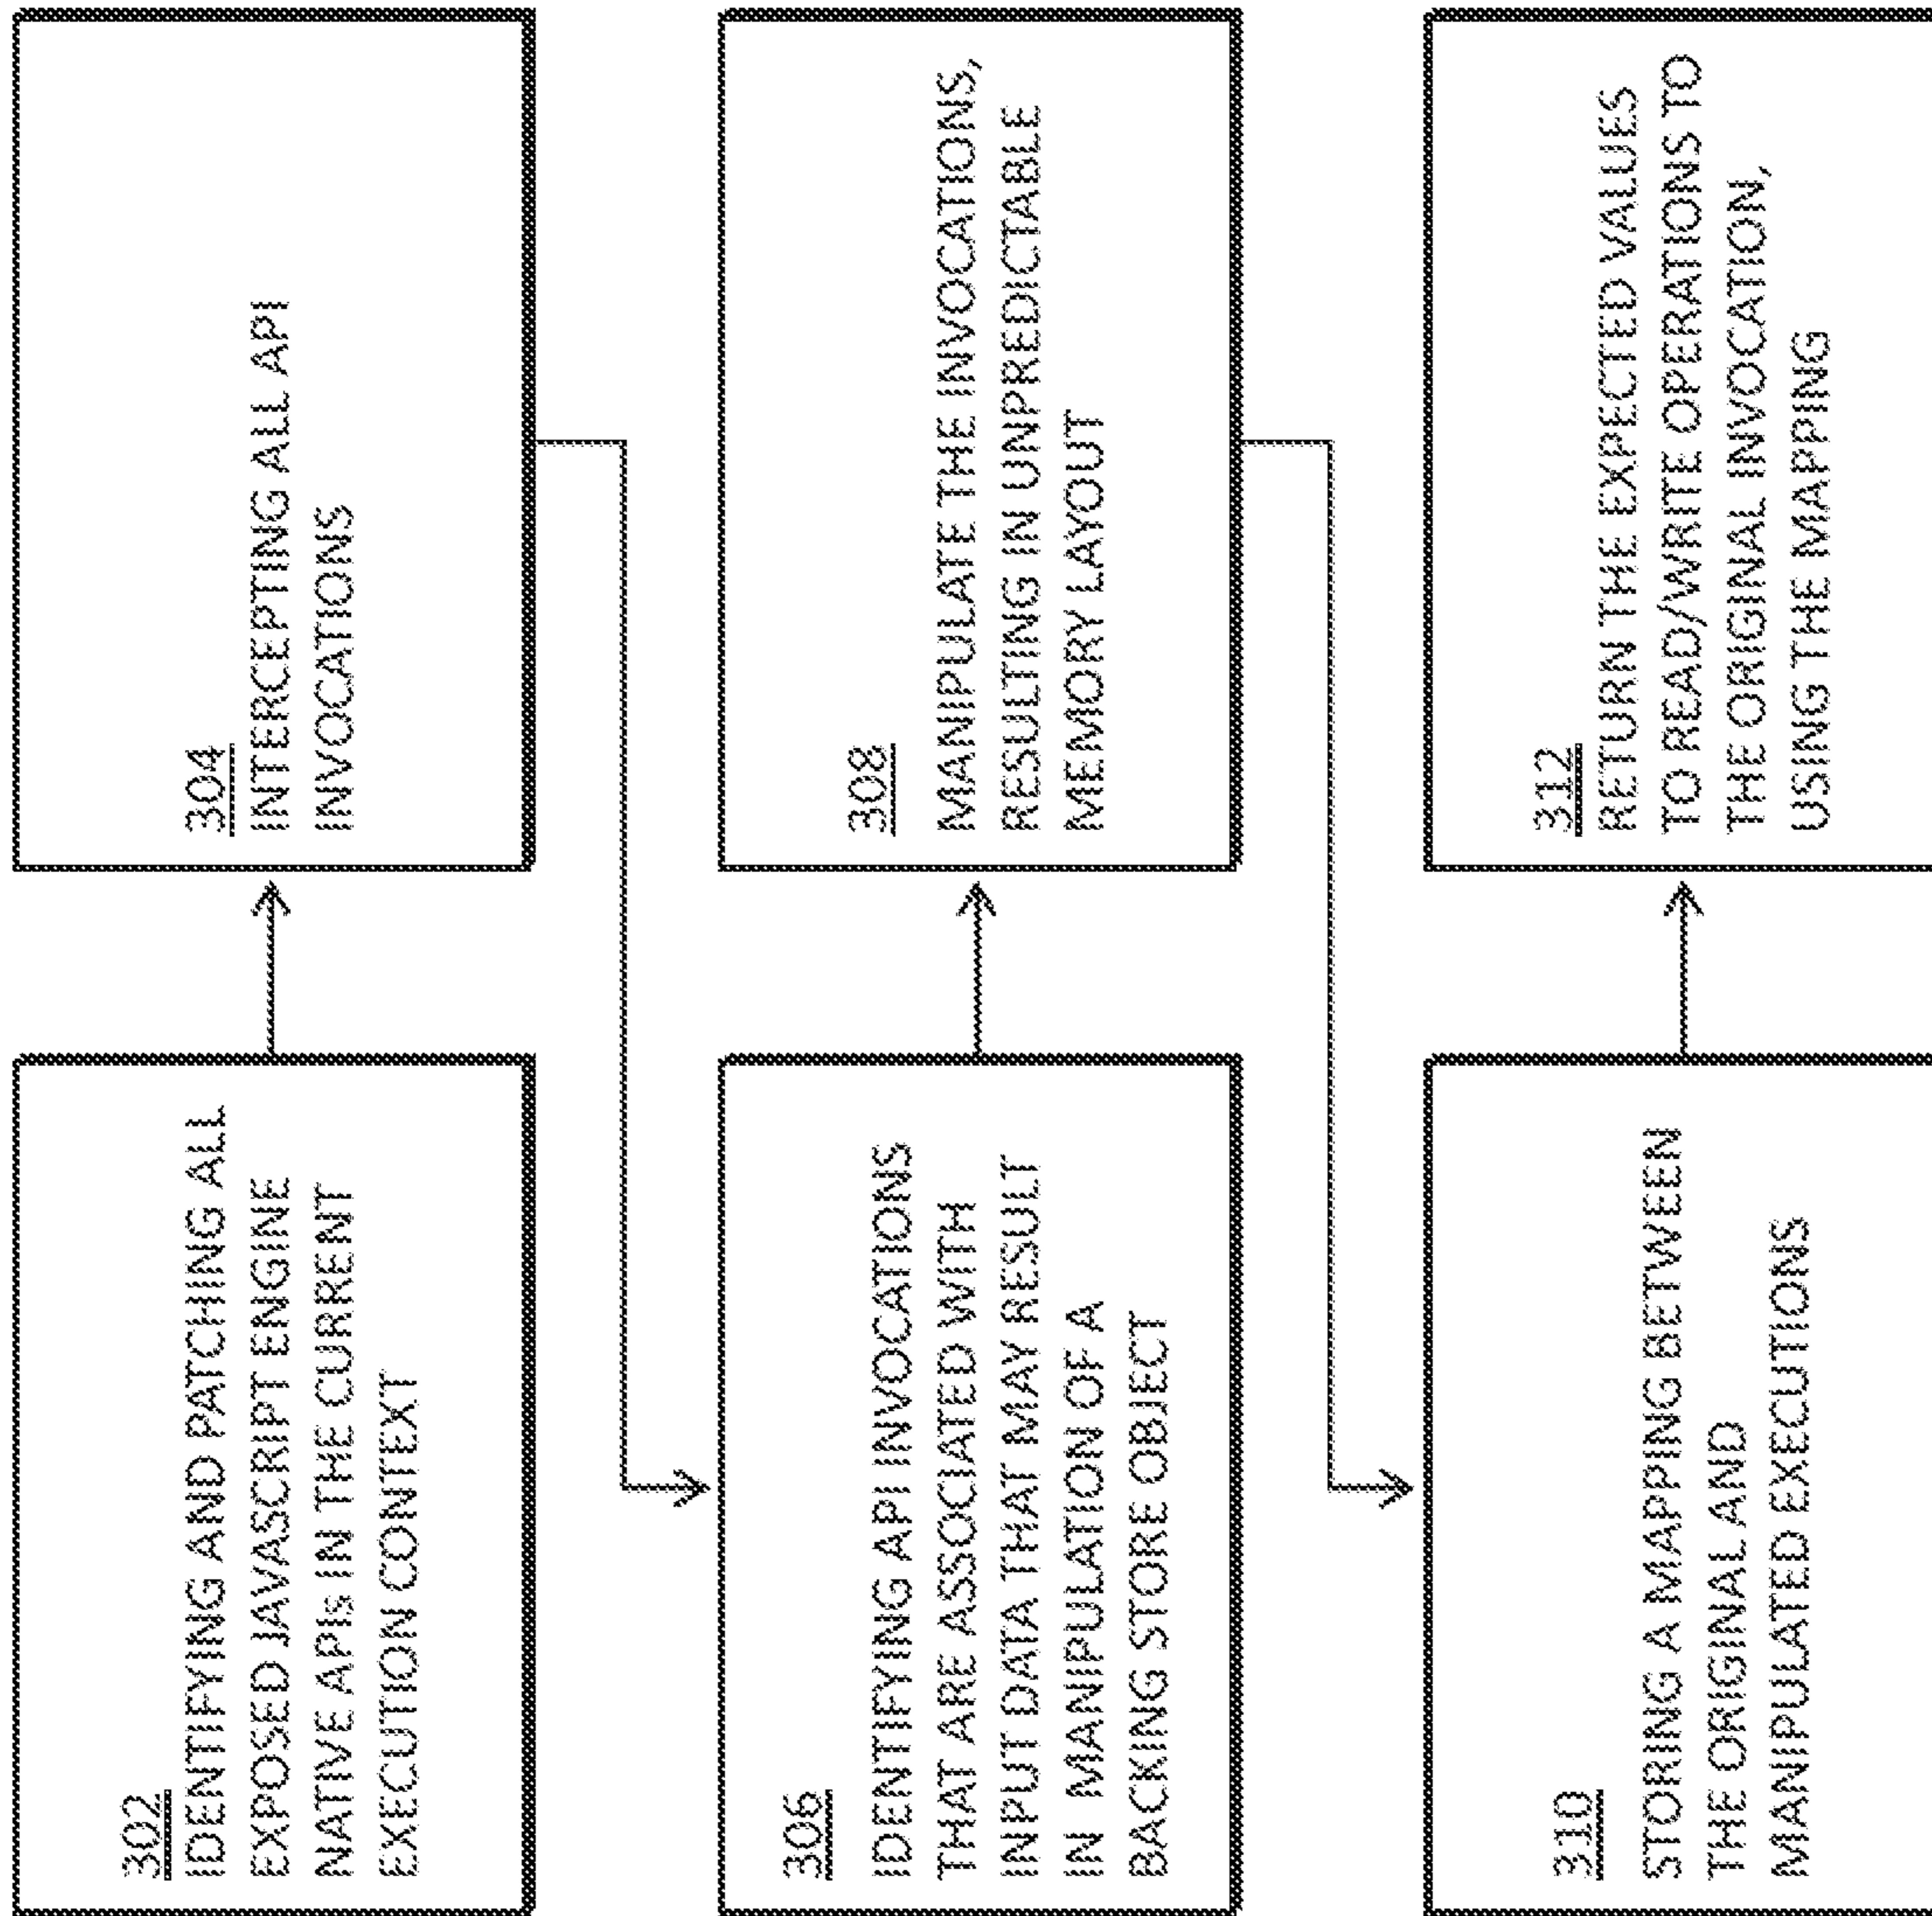 302
IDENTIFYING AND PATCHING ALL
EXPOSED JAVASCRIPT ENGINE
NATIVE APIs IN THE CURRENT
EXECUTION CONTEXT
304
INTERCEPTING ALL API
INVOCATIONS
306
IDENTIFYING API INVOCATIONS
THAT ARE ASSOCIATED WITH
INPUT DATA THAT MAY RESULT
IN MANIPULATION OF A
BACKING STORE OBJECT
308
MANIPULATE THE INVOCATIONS,
RESULTING IN UNPREDICTABLE
MEMORY LAYOUT
310
STORING A MAPPING BETWEEN
THE ORIGINAL AND
MANIPULATED EXECUTIONS
312
RETURN THE EXPECTED VALUES
TO READ/WRITE OPERATIONS TO
THE ORIGINAL INVOCATION,
USING THE MAPPING